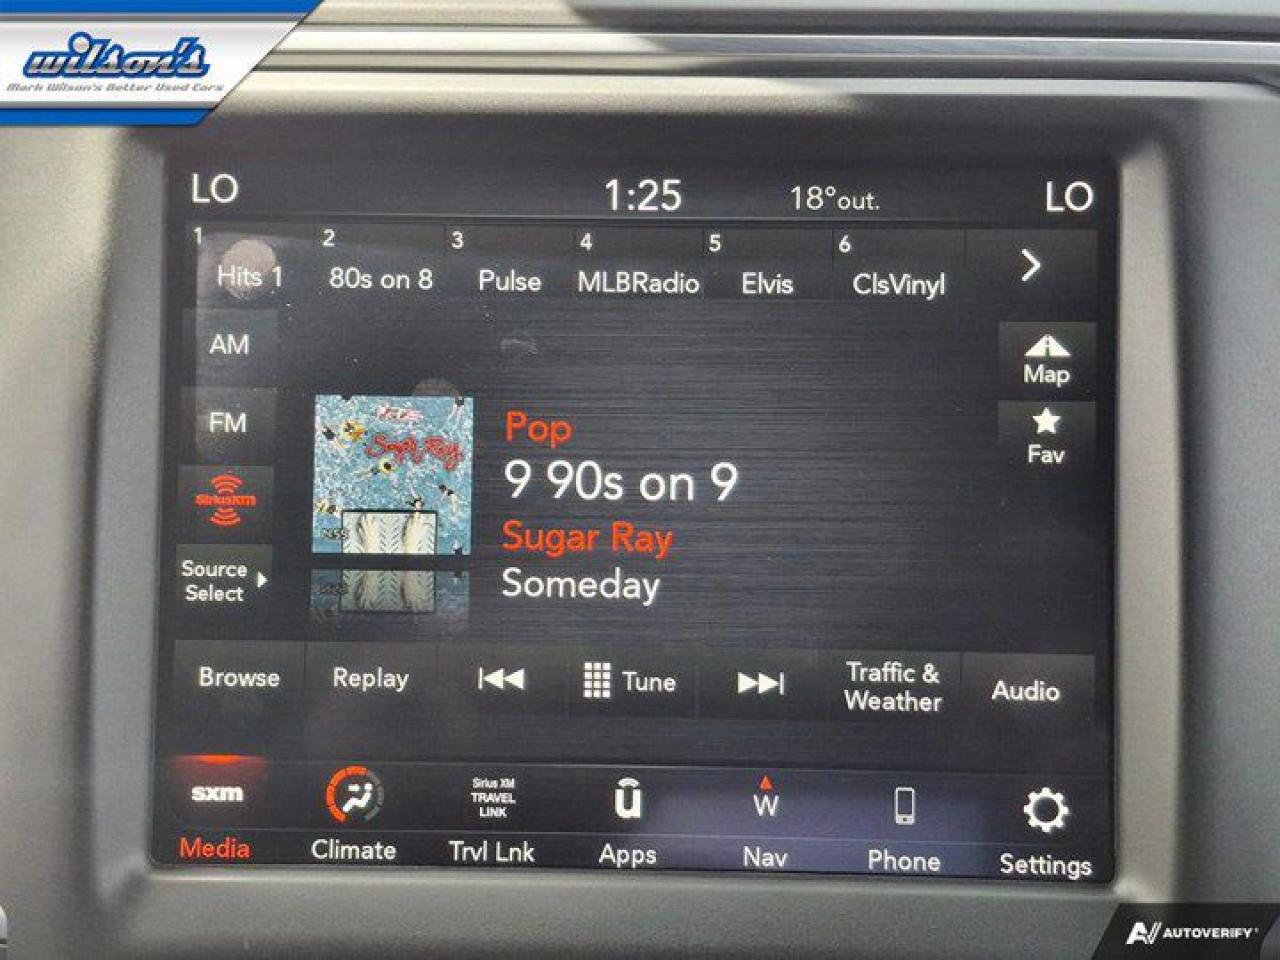 wilson's
Mark Wilson's Better Used Cars
LO 1:25 18°out. LO
1 2 3 4 5 6
Hits 1 80s on 8 Pulse MLBRadio Elvis ClsVinyl
AM
Map
FM
Fav
Sugar Ray
Pop
9 90s on 9
Sugar Ray
Someday
SiriusXm
Source
Select
Browse Replay Tune Traffic &
Weather Audio
sxm
Sirius XM
TRAVEL
LINK
u
W
Media Climate Trvl Lnk Apps Nav Phone Settings
AV AUTOVERIFY